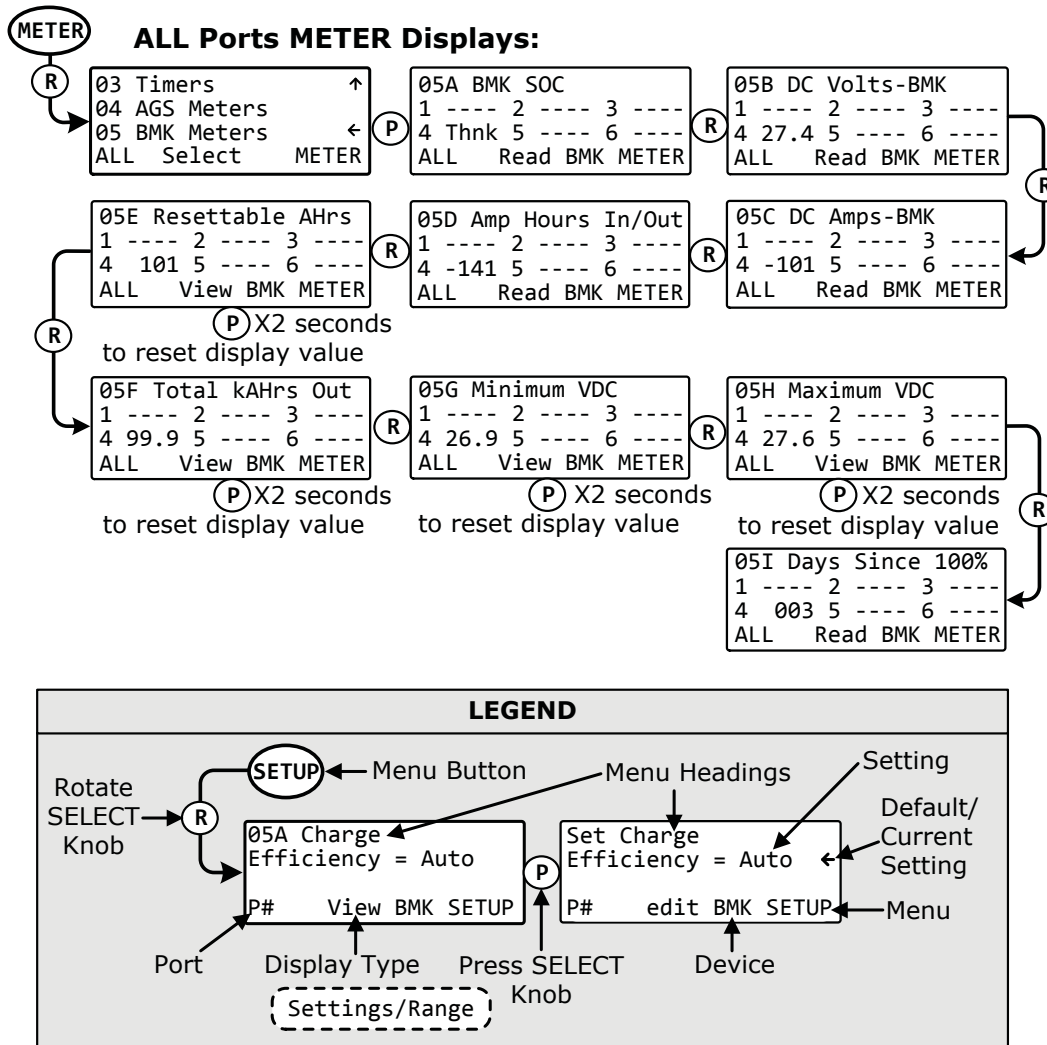 METER
ALL Ports METER Displays:
R
03 Timers ↑
04 AGS Meters
05 BMK Meters ←
ALL Select METER
P
05A BMK SOC
1 ---- 2 ---- 3 ----
4 Thnk 5 ---- 6 ----
ALL Read BMK METER
R
05B DC Volts-BMK
1 ---- 2 ---- 3 ----
4 27.4 5 ---- 6 ----
ALL Read BMK METER
R
05C DC Amps-BMK
1 ---- 2 ---- 3 ----
4 -101 5 ---- 6 ----
ALL Read BMK METER
R
05D Amp Hours In/Out
1 ---- 2 ---- 3 ----
4 -141 5 ---- 6 ----
ALL Read BMK METER
R
05E Resettable AHrs
1 ---- 2 ---- 3 ----
4 101 5 ---- 6 ----
ALL View BMK METER
P X2 seconds
to reset display value
R
05F Total kAHrs Out
1 ---- 2 ---- 3 ----
4 99.9 5 ---- 6 ----
ALL View BMK METER
P X2 seconds
to reset display value
R
05G Minimum VDC
1 ---- 2 ---- 3 ----
4 26.9 5 ---- 6 ----
ALL View BMK METER
P X2 seconds
to reset display value
R
05H Maximum VDC
1 ---- 2 ---- 3 ----
4 27.6 5 ---- 6 ----
ALL View BMK METER
P X2 seconds
to reset display value
R
05I Days Since 100%
1 ---- 2 ---- 3 ----
4 003 5 ---- 6 ----
ALL Read BMK METER
LEGEND
Rotate
SELECT
Knob
R
SETUP
Menu Button
Menu Headings
Setting
Default/
Current
Setting
05A Charge
Efficiency = Auto
P# View BMK SETUP
P
Set Charge
Efficiency = Auto ←
P# edit BMK SETUP
Menu
Port
Display Type
Settings/Range
Press SELECT
Knob
Device